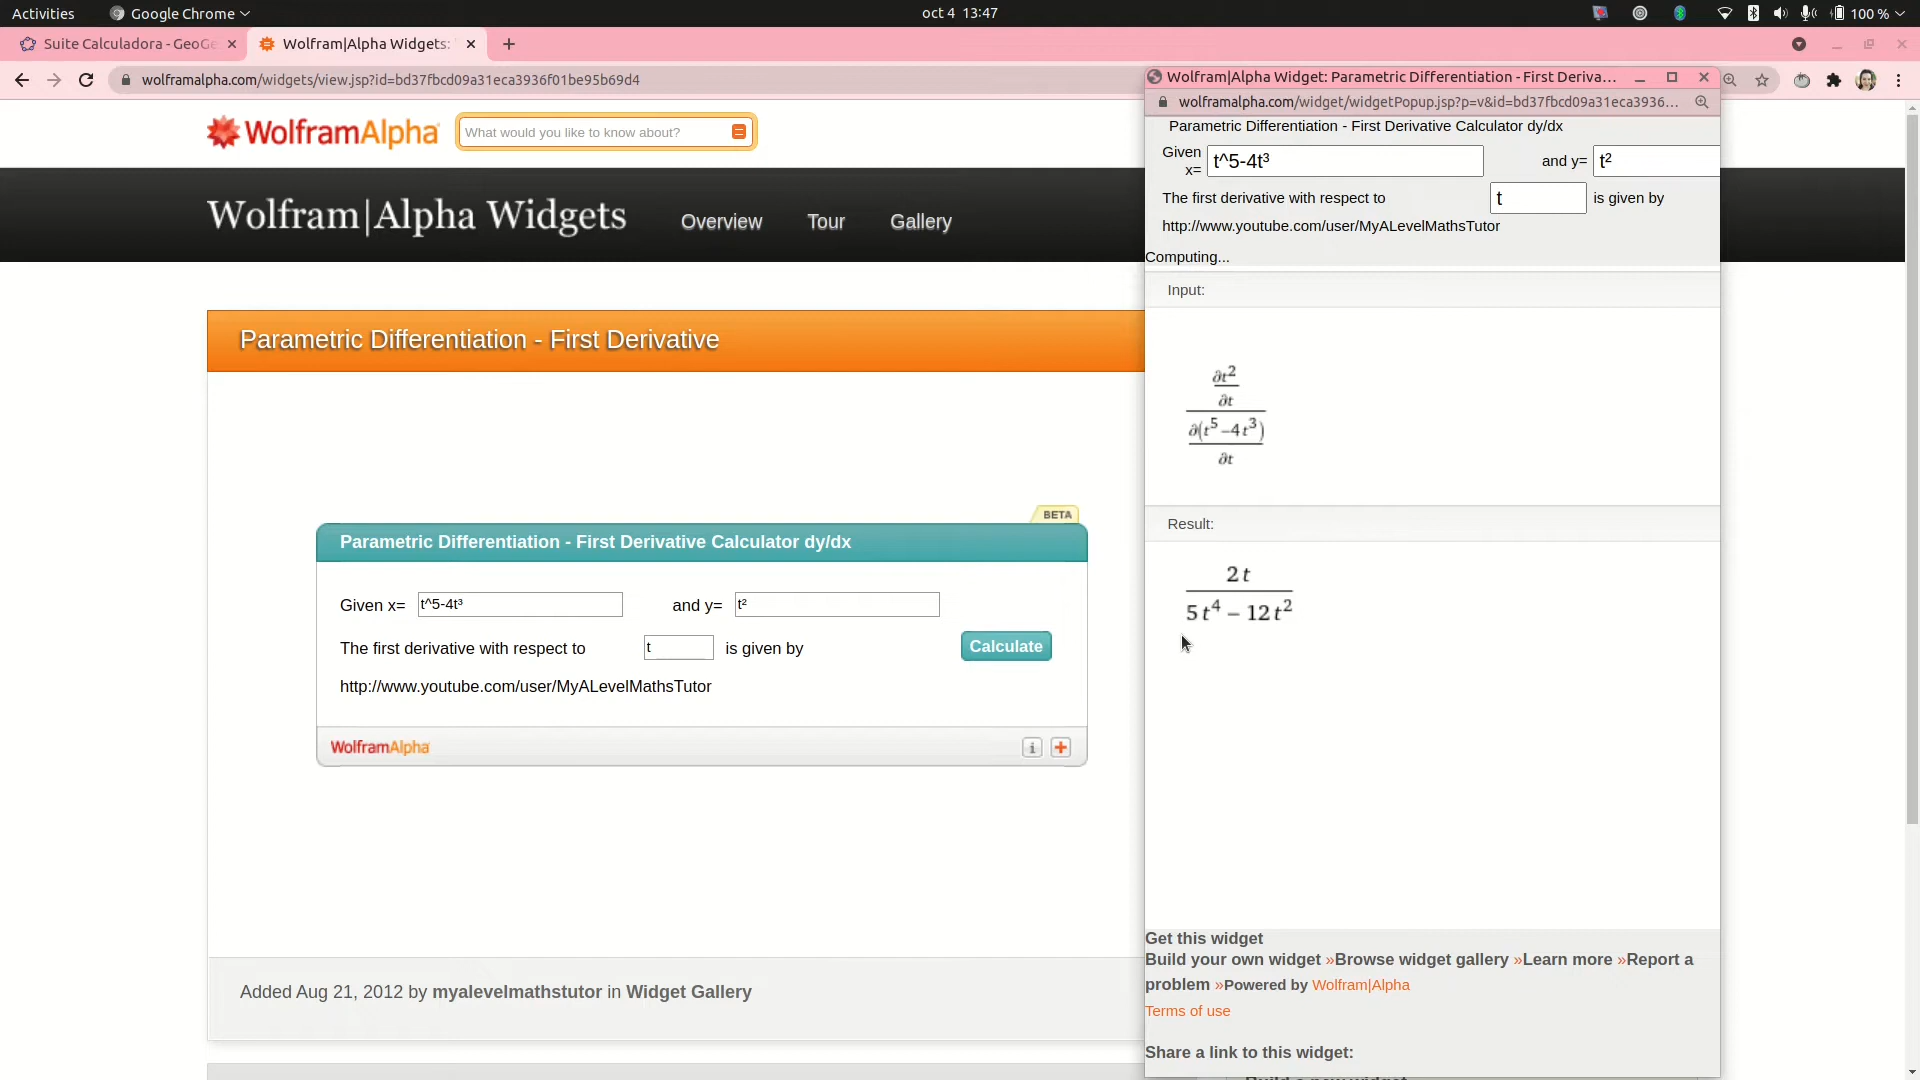 Activities
Google Chrome
oct 4 13:47
100 %
Suite Calculadora - GeoGe
Wolfram|Alpha Widgets:
wolframalpha.com/widgets/view.jsp?id=bd37fbcd09a31eca3936f01be95b69d4
WolframAlpha
What would you like to know about?
Wolfram|Alpha Widgets
Overview
Tour
Gallery
Parametric Differentiation - First Derivative
BETA
Parametric Differentiation - First Derivative Calculator dy/dx
Given x= t^5-4t³ and y= t²
The first derivative with respect to t is given by
Calculate
http://www.youtube.com/user/MyALevelMathsTutor
WolframAlpha
Added Aug 21, 2012 by myalevelmathstutor in Widget Gallery
Wolfram|Alpha Widget: Parametric Differentiation - First Deriva...
wolframalpha.com/widget/widgetPopup.jsp?p=v&id=bd37fbcd09a31eca3936...
Parametric Differentiation - First Derivative Calculator dy/dx
Given
x= t^5-4t³ and y= t²
The first derivative with respect to t is given by
http://www.youtube.com/user/MyALevelMathsTutor
Computing...
Input:
∂t²
∂t
∂(t⁵−4t³)
∂t
Result:
2 t
5 t⁴ − 12 t²
Get this widget
Build your own widget »Browse widget gallery »Learn more »Report a
problem »Powered by Wolfram|Alpha
Terms of use
Share a link to this widget: